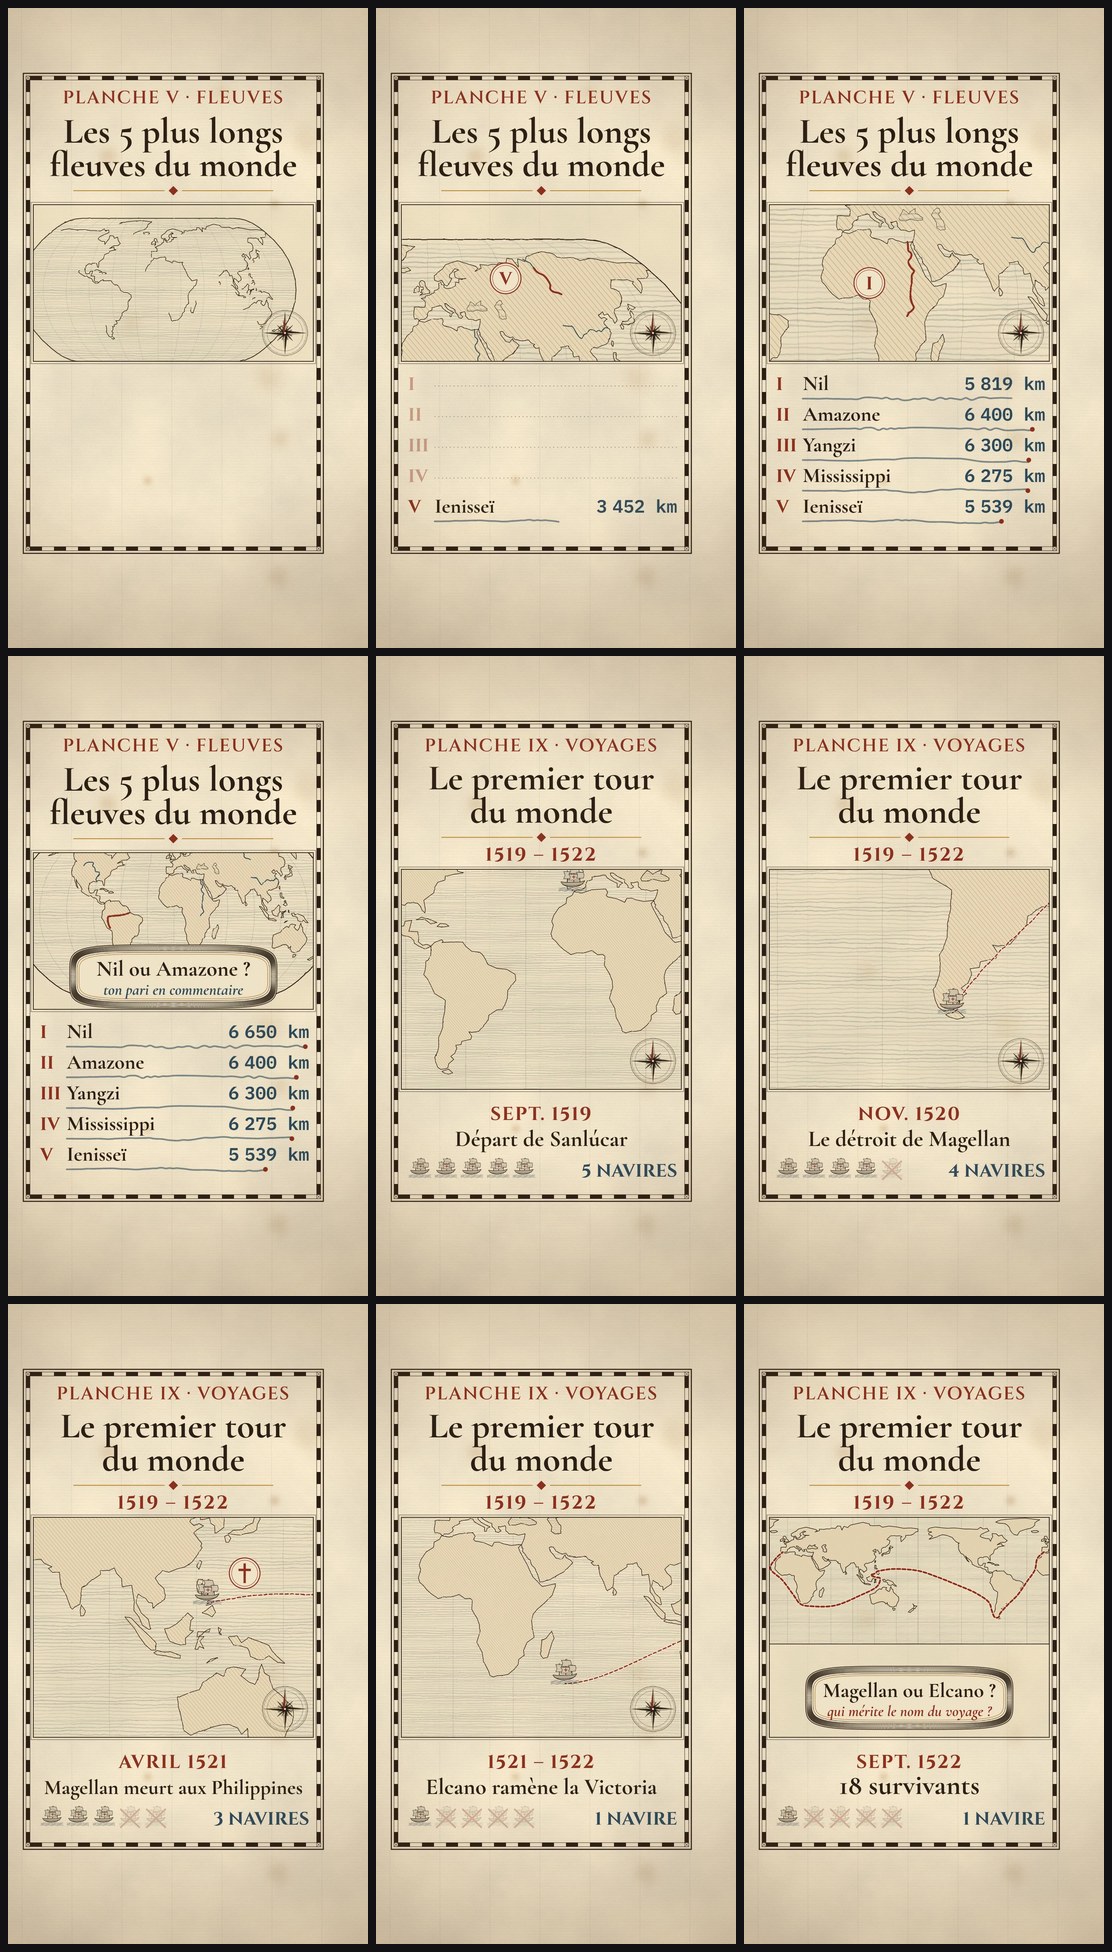 PLANCHE V · FLEUVES
Les 5 plus longs
fleuves du monde
PLANCHE V · FLEUVES
Les 5 plus longs
fleuves du monde
V
I
II
III
IV
V Ienisseï 3 452 km
PLANCHE V · FLEUVES
Les 5 plus longs
fleuves du monde
I
I Nil 5 819 km
II Amazone 6 400 km
III Yangzi 6 300 km
IV Mississippi 6 275 km
V Ienisseï 5 539 km
PLANCHE V · FLEUVES
Les 5 plus longs
fleuves du monde
Nil ou Amazone ?
ton pari en commentaire
I Nil 6 650 km
II Amazone 6 400 km
III Yangzi 6 300 km
IV Mississippi 6 275 km
V Ienisseï 5 539 km
PLANCHE IX · VOYAGES
Le premier tour
du monde
1519 – 1522
SEPT. 1519
Départ de Sanlúcar
5 NAVIRES
PLANCHE IX · VOYAGES
Le premier tour
du monde
1519 – 1522
NOV. 1520
Le détroit de Magellan
4 NAVIRES
PLANCHE IX · VOYAGES
Le premier tour
du monde
1519 – 1522
AVRIL 1521
Magellan meurt aux Philippines
3 NAVIRES
PLANCHE IX · VOYAGES
Le premier tour
du monde
1519 – 1522
1521 – 1522
Elcano ramène la Victoria
1 NAVIRE
PLANCHE IX · VOYAGES
Le premier tour
du monde
1519 – 1522
Magellan ou Elcano ?
qui mérite le nom du voyage ?
SEPT. 1522
18 survivants
1 NAVIRE